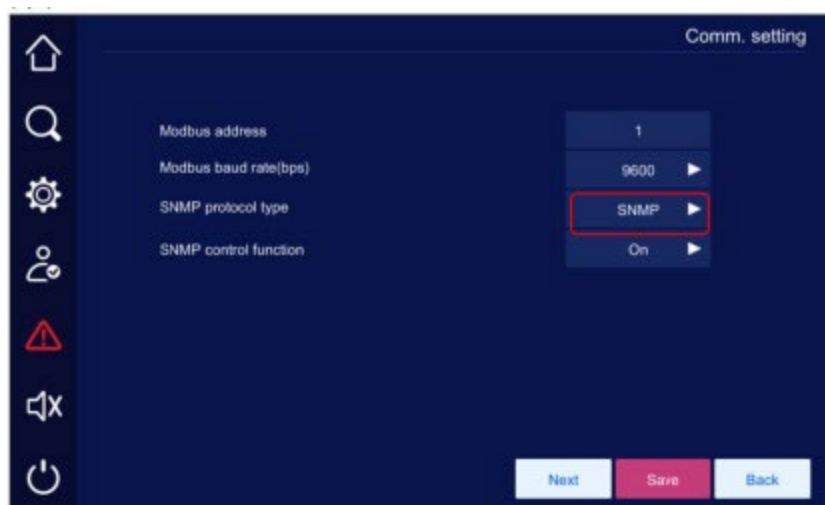 Comm. setting
Modbus address 1
Modbus baud rate(bps) 9600
SNMP protocol type SNMP
SNMP control function On
Next Save Back